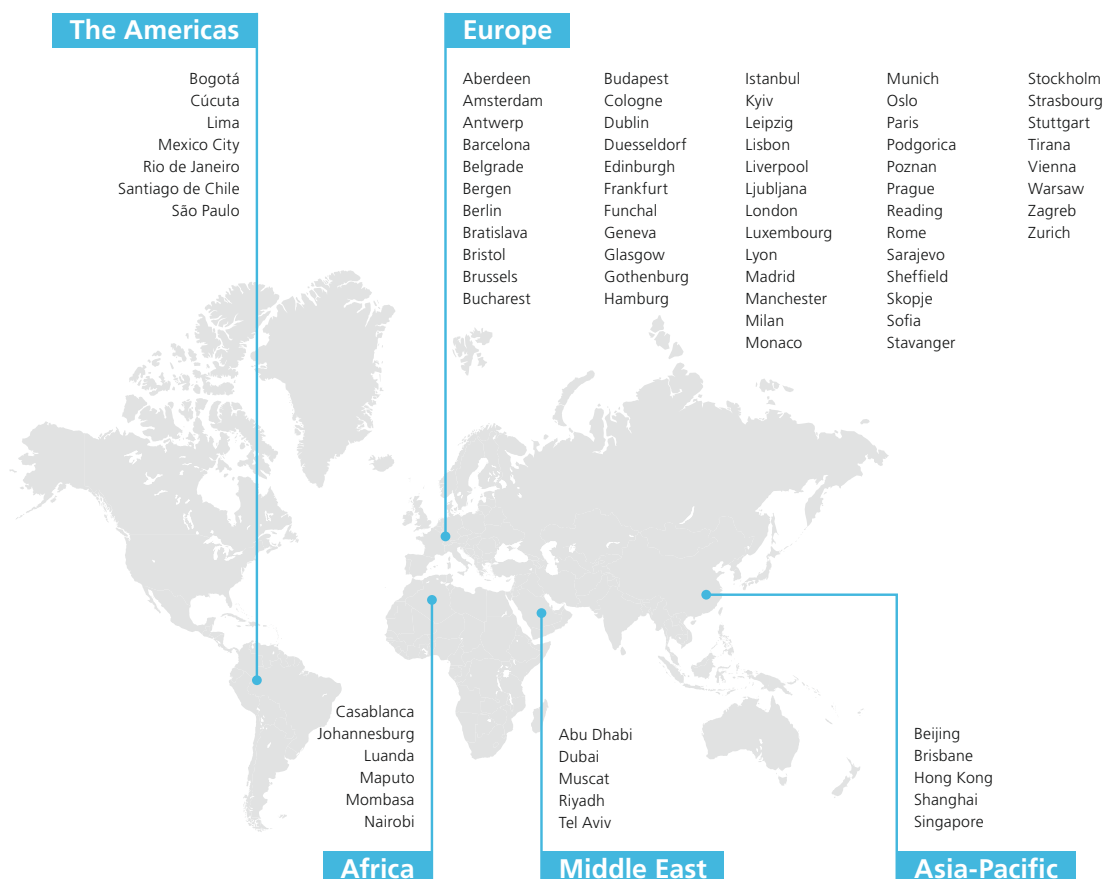 The Americas
Bogotá
Cúcuta
Lima
Mexico City
Rio de Janeiro
Santiago de Chile
São Paulo
Europe
Aberdeen
Amsterdam
Antwerp
Barcelona
Belgrade
Bergen
Berlin
Bratislava
Bristol
Brussels
Bucharest
Budapest
Cologne
Dublin
Duesseldorf
Edinburgh
Frankfurt
Funchal
Geneva
Glasgow
Gothenburg
Hamburg
Istanbul
Kyiv
Leipzig
Lisbon
Liverpool
Ljubljana
London
Luxembourg
Lyon
Madrid
Manchester
Milan
Monaco
Munich
Oslo
Paris
Podgorica
Poznan
Prague
Reading
Rome
Sarajevo
Sheffield
Skopje
Sofia
Stavanger
Stockholm
Strasbourg
Stuttgart
Tirana
Vienna
Warsaw
Zagreb
Zurich
Casablanca
Johannesburg
Luanda
Maputo
Mombasa
Nairobi
Africa
Abu Dhabi
Dubai
Muscat
Riyadh
Tel Aviv
Middle East
Beijing
Brisbane
Hong Kong
Shanghai
Singapore
Asia-Pacific